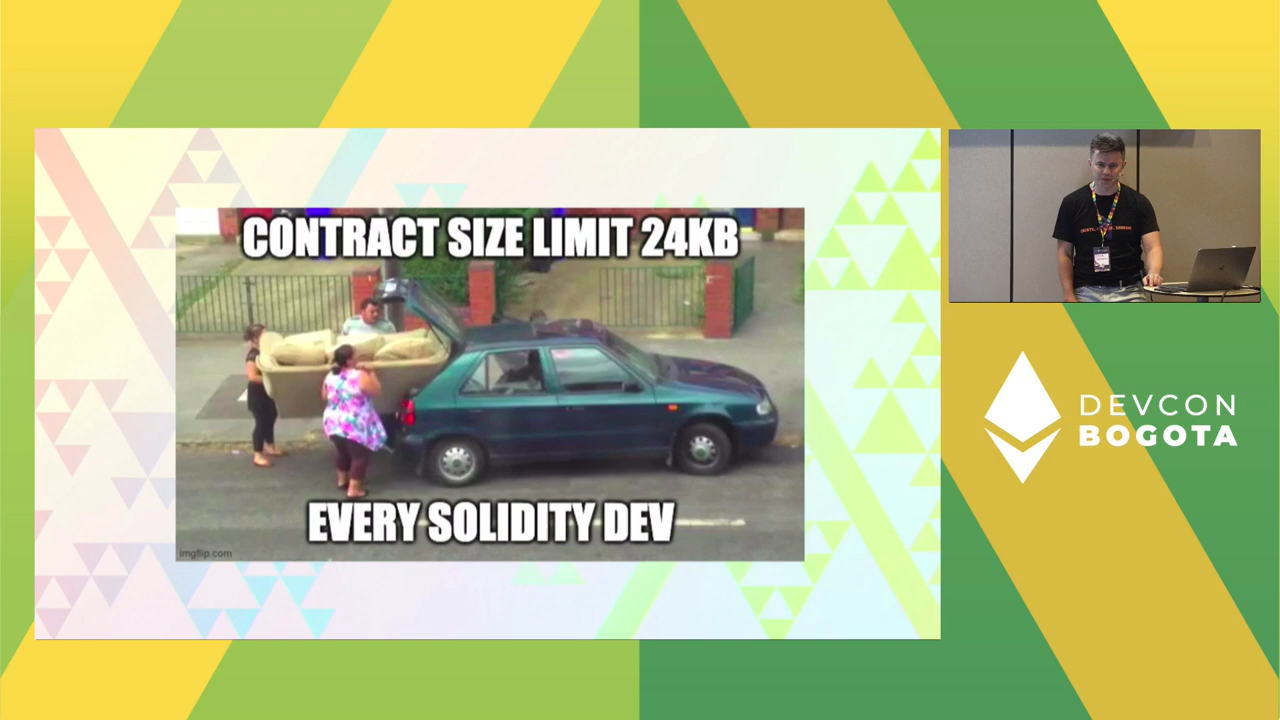 CONTRACT SIZE LIMIT 24KB
EVERY SOLIDITY DEV
imgflip.com
DEVCON
BOGOTA